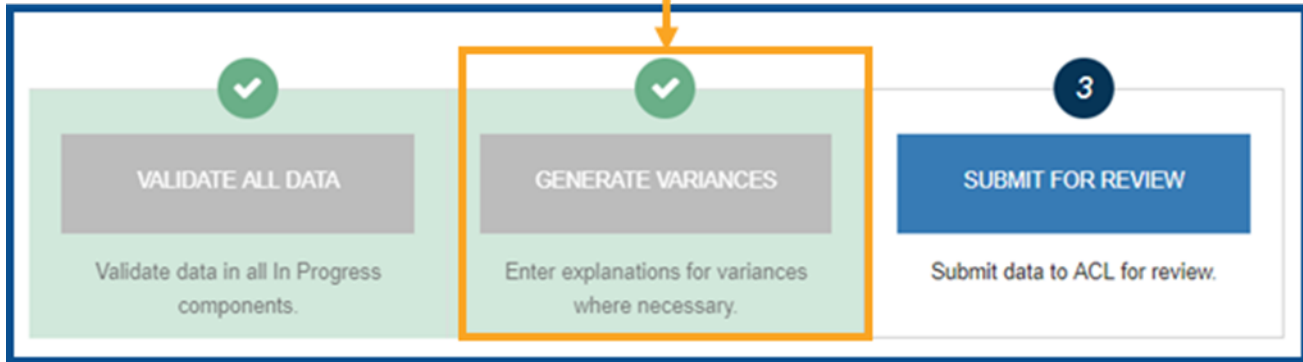 3
VALIDATE ALL DATA
GENERATE VARIANCES
SUBMIT FOR REVIEW
Validate data in all In Progress
components.
Enter explanations for variances
where necessary.
Submit data to ACL for review.